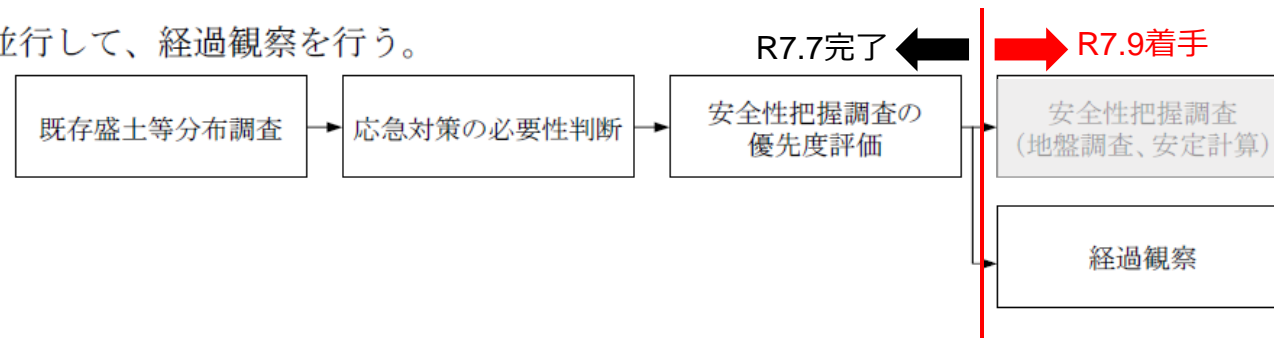 並行して、経過観察を行う。
R7.7完了
R7.9着手
既存盛土等分布調査
応急対策の必要性判断
安全性把握調査の
優先度評価
安全性把握調査
（地盤調査、安定計算）
経過観察